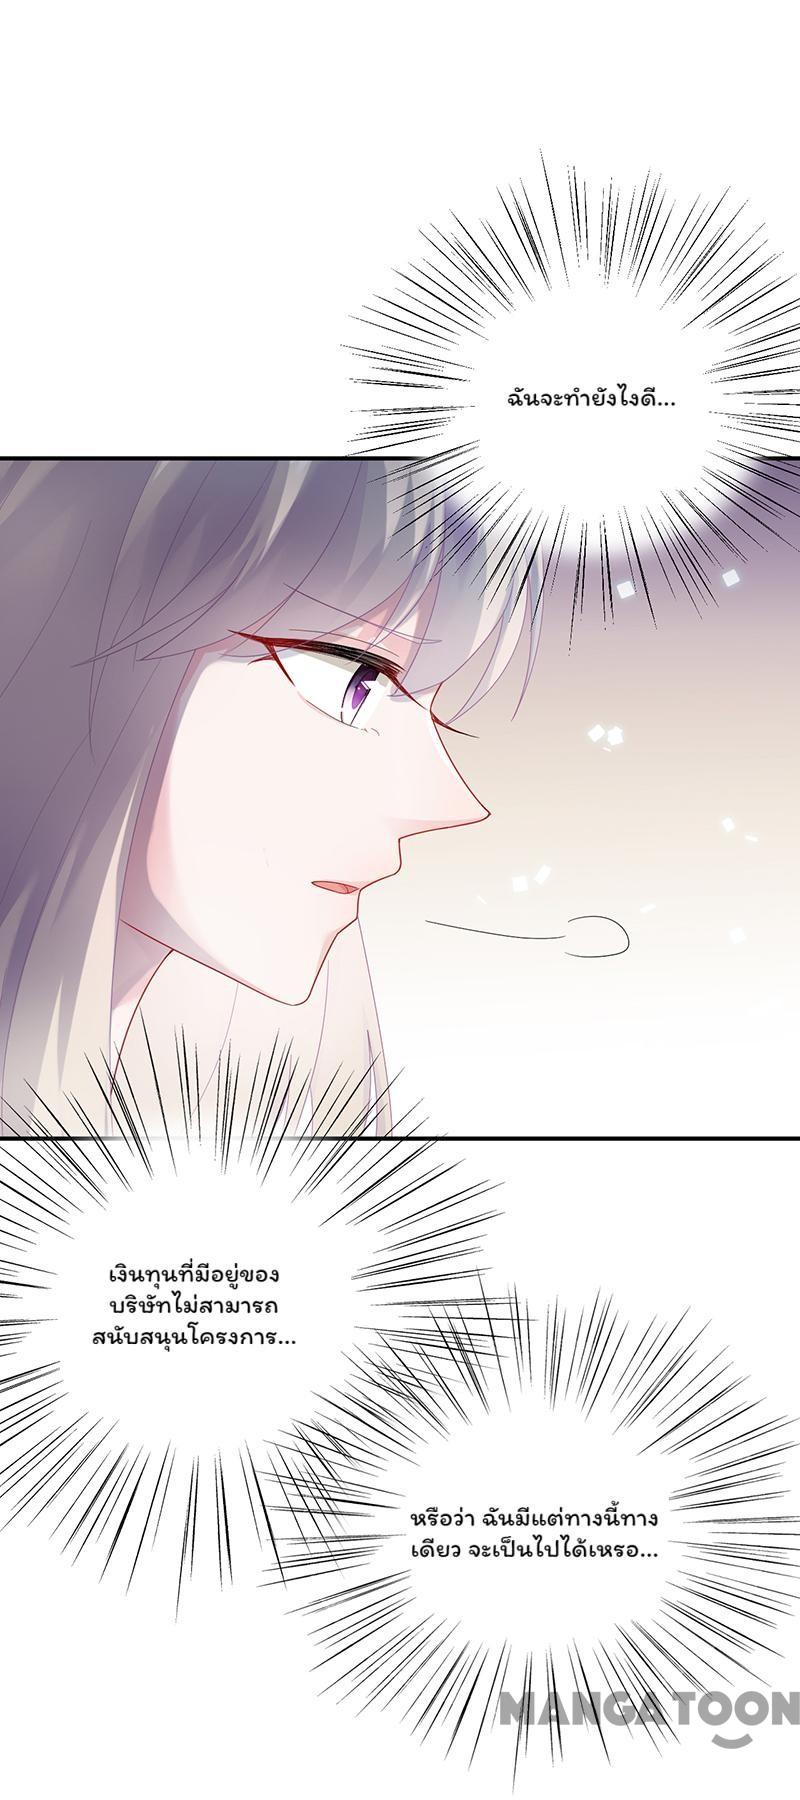 ฉันจะทำยังไงดี...
เงินทุนที่มีอยู่ของ
บริษัทไม่สามารถ
สนับสนุนโครงการ...
หรือว่า ฉันมีแต่ทางนี้ทาง
เดียว จะเป็นไปได้เหรอ...
MANGATOON